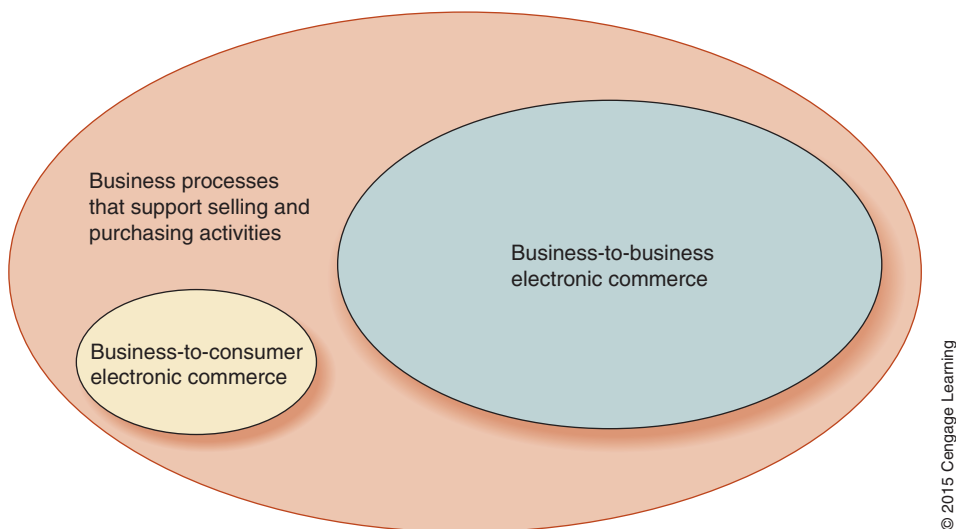 Business processes
that support selling and
purchasing activities
Business-to-business
electronic commerce
Business-to-consumer
electronic commerce
© 2015 Cengage Learning